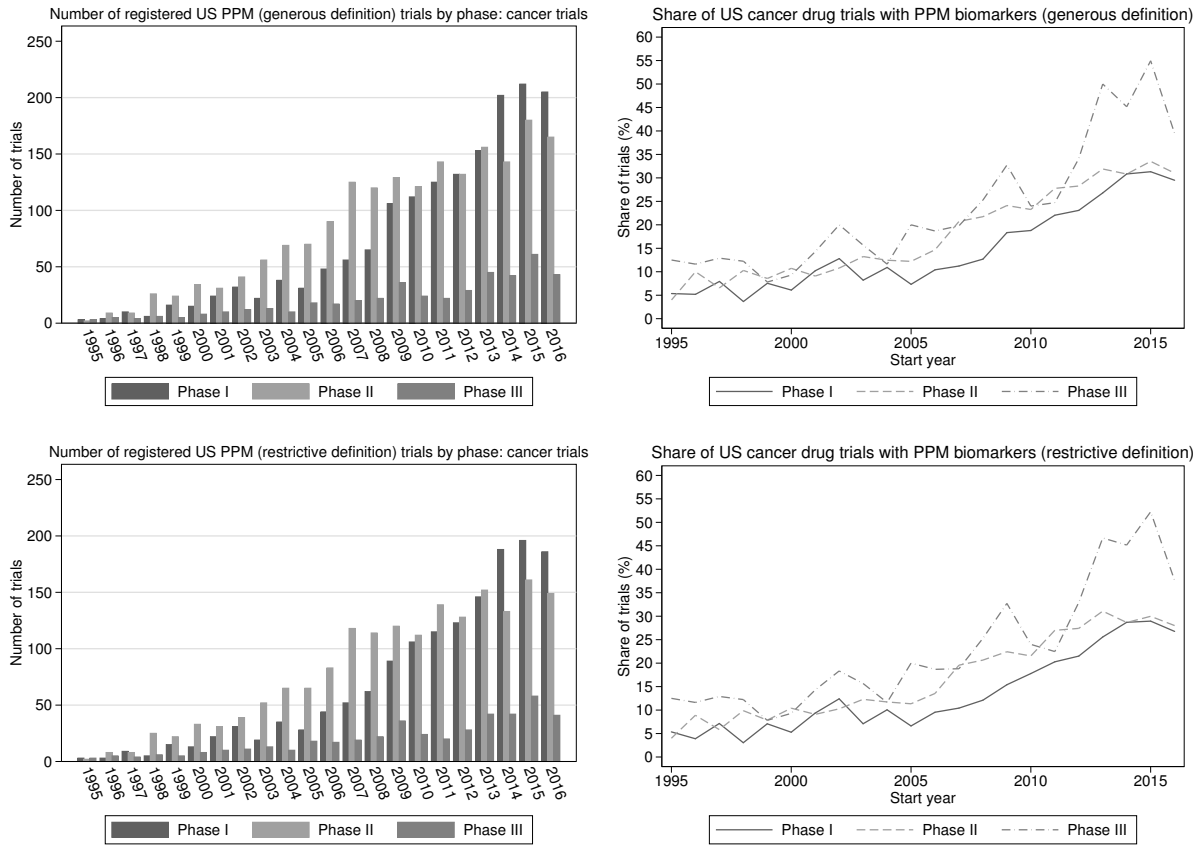 Number of registered US PPM (generous definition) trials by phase: cancer trials
250
200
150
100
50
0
Number of trials
1995 1996 1997 1998 1999 2000 2001 2002 2003 2004 2005 2006 2007 2008 2009 2010 2011 2012 2013 2014 2015 2016
Phase I Phase II Phase III
Share of US cancer drug trials with PPM biomarkers (generous definition)
60
55
50
45
40
35
30
25
20
15
10
5
0
Share of trials (%)
1995 2000 2005 2010 2015
Start year
Phase I Phase II Phase III
Number of registered US PPM (restrictive definition) trials by phase: cancer trials
250
200
150
100
50
0
Number of trials
1995 1996 1997 1998 1999 2000 2001 2002 2003 2004 2005 2006 2007 2008 2009 2010 2011 2012 2013 2014 2015 2016
Phase I Phase II Phase III
Share of US cancer drug trials with PPM biomarkers (restrictive definition)
60
55
50
45
40
35
30
25
20
15
10
5
0
Share of trials (%)
1995 2000 2005 2010 2015
Start year
Phase I Phase II Phase III